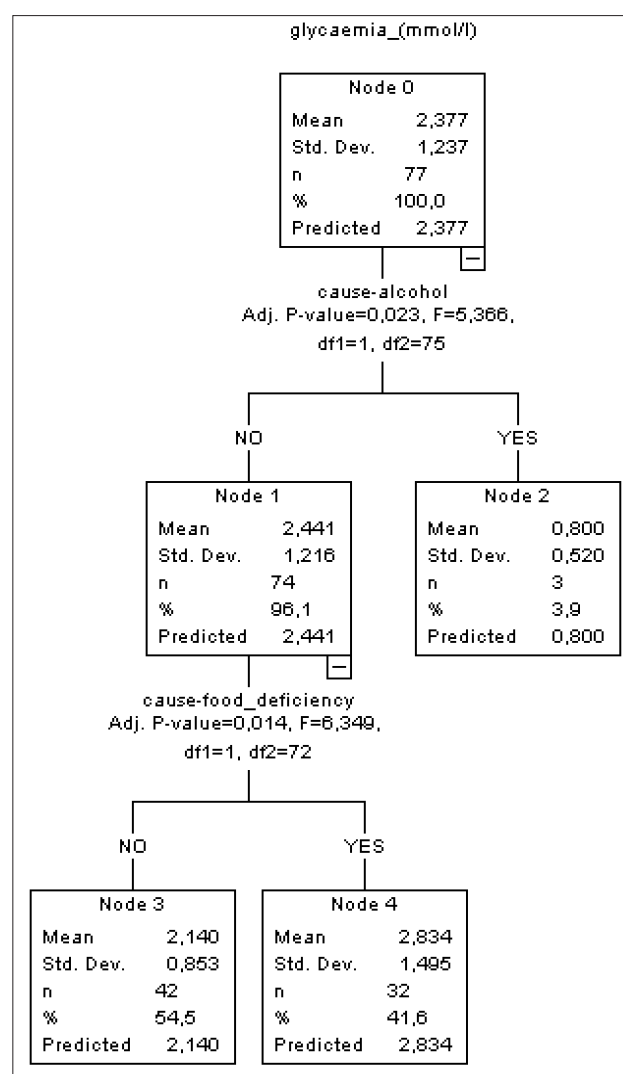 glycaemia_(mmol/l)
Node 0
Mean 2,377
Std. Dev. 1,237
n 77
% 100,0
Predicted 2,377
cause-alcohol
Adj. P-value=0,023, F=5,366,
df1=1, df2=75
NO
YES
Node 1
Mean 2,441
Std. Dev. 1,216
n 74
% 96,1
Predicted 2,441
Node 2
Mean 0,800
Std. Dev. 0,520
n 3
% 3,9
Predicted 0,800
cause-food_deficiency
Adj. P-value=0,014, F=6,349,
df1=1, df2=72
NO
YES
Node 3
Mean 2,140
Std. Dev. 0,853
n 42
% 54,5
Predicted 2,140
Node 4
Mean 2,834
Std. Dev. 1,495
n 32
% 41,6
Predicted 2,834